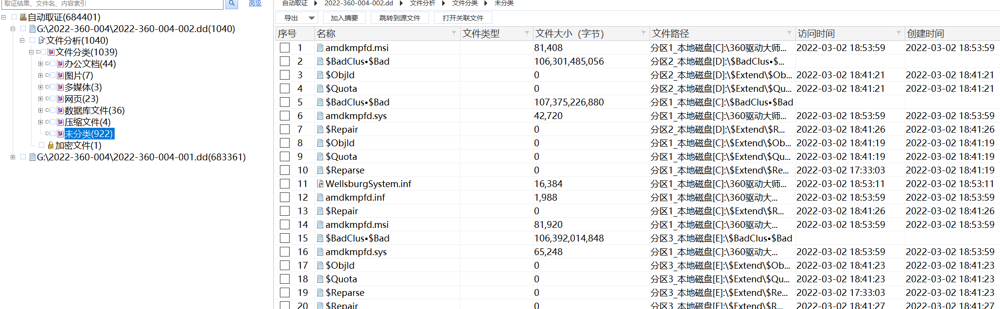 取证结果、文件名、内容索引
高级
自动取证(684401)
G:\2022-360-004\2022-360-004-002.dd(1040)
文件分析(1040)
文件分类(1039)
办公文档(44)
图片(7)
多媒体(3)
网页(23)
数据库文件(36)
压缩文件(4)
未分类(922)
加密文件(1)
G:\2022-360-004\2022-360-004-001.dd(683361)
自动取证 2022-360-004-002.dd 文件分析 文件分类 未分类
导出 加入摘要 跳转到源文件 打开关联文件
序号 名称 文件类型 文件大小（字节） 文件路径 访问时间 创建时间
1 amdkmpfd.msi 81,408 分区1_本地磁盘[C]:\360驱动大师... 2022-03-02 18:53:59 2022-03-02 18:53:59
2 $BadClus•$Bad 106,301,485,056 分区2_本地磁盘[D]:\$BadClus•$...
3 $ObjId 0 分区2_本地磁盘[D]:\$Extend\$Ob... 2022-03-02 18:41:21 2022-03-02 18:41:21
4 $Quota 0 分区2_本地磁盘[D]:\$Extend\$Qu... 2022-03-02 18:41:21 2022-03-02 18:41:21
5 $BadClus•$Bad 107,375,226,880 分区1_本地磁盘[C]:\$BadClus•$Bad
6 amdkmpfd.sys 42,720 分区1_本地磁盘[C]:\360驱动大师... 2022-03-02 18:53:59 2022-03-02 18:53:59
7 $Repair 0 分区2_本地磁盘[D]:\$Extend\$R... 2022-03-02 18:41:26 2022-03-02 18:41:26
8 $ObjId 0 分区1_本地磁盘[C]:\$Extend\$Ob... 2022-03-02 18:41:19 2022-03-02 18:41:19
9 $Quota 0 分区1_本地磁盘[C]:\$Extend\$Qu... 2022-03-02 18:41:19 2022-03-02 18:41:19
10 $Reparse 0 分区1_本地磁盘[C]:\$Extend\$Re... 2022-03-02 17:33:03 2022-03-02 18:41:19
11 WellsburgSystem.inf 16,384 分区1_本地磁盘[C]:\360驱动大师... 2022-03-02 18:53:11 2022-03-02 18:53:11
12 amdkmpfd.inf 1,988 分区1_本地磁盘[C]:\360驱动大... 2022-03-02 18:53:59 2022-03-02 18:53:59
13 $Repair 0 分区1_本地磁盘[C]:\$Extend\$R... 2022-03-02 18:41:26 2022-03-02 18:41:26
14 amdkmpfd.msi 81,920 分区1_本地磁盘[C]:\360驱动大... 2022-03-02 18:53:59 2022-03-02 18:53:59
15 $BadClus•$Bad 106,392,014,848 分区3_本地磁盘[E]:\$BadClus•$Bad
16 amdkmpfd.sys 65,248 分区1_本地磁盘[C]:\360驱动大... 2022-03-02 18:53:59 2022-03-02 18:53:59
17 $ObjId 0 分区3_本地磁盘[E]:\$Extend\$Ob... 2022-03-02 18:41:23 2022-03-02 18:41:23
18 $Quota 0 分区3_本地磁盘[E]:\$Extend\$Qu... 2022-03-02 18:41:23 2022-03-02 18:41:23
19 $Reparse 0 分区3_本地磁盘[E]:\$Extend\$Re... 2022-03-02 17:33:03 2022-03-02 18:41:23
20 $Repair 0 分区3_本地磁盘[E]:\$Extend\$R... 2022-03-02 18:41:27 2022-03-02 18:41:27